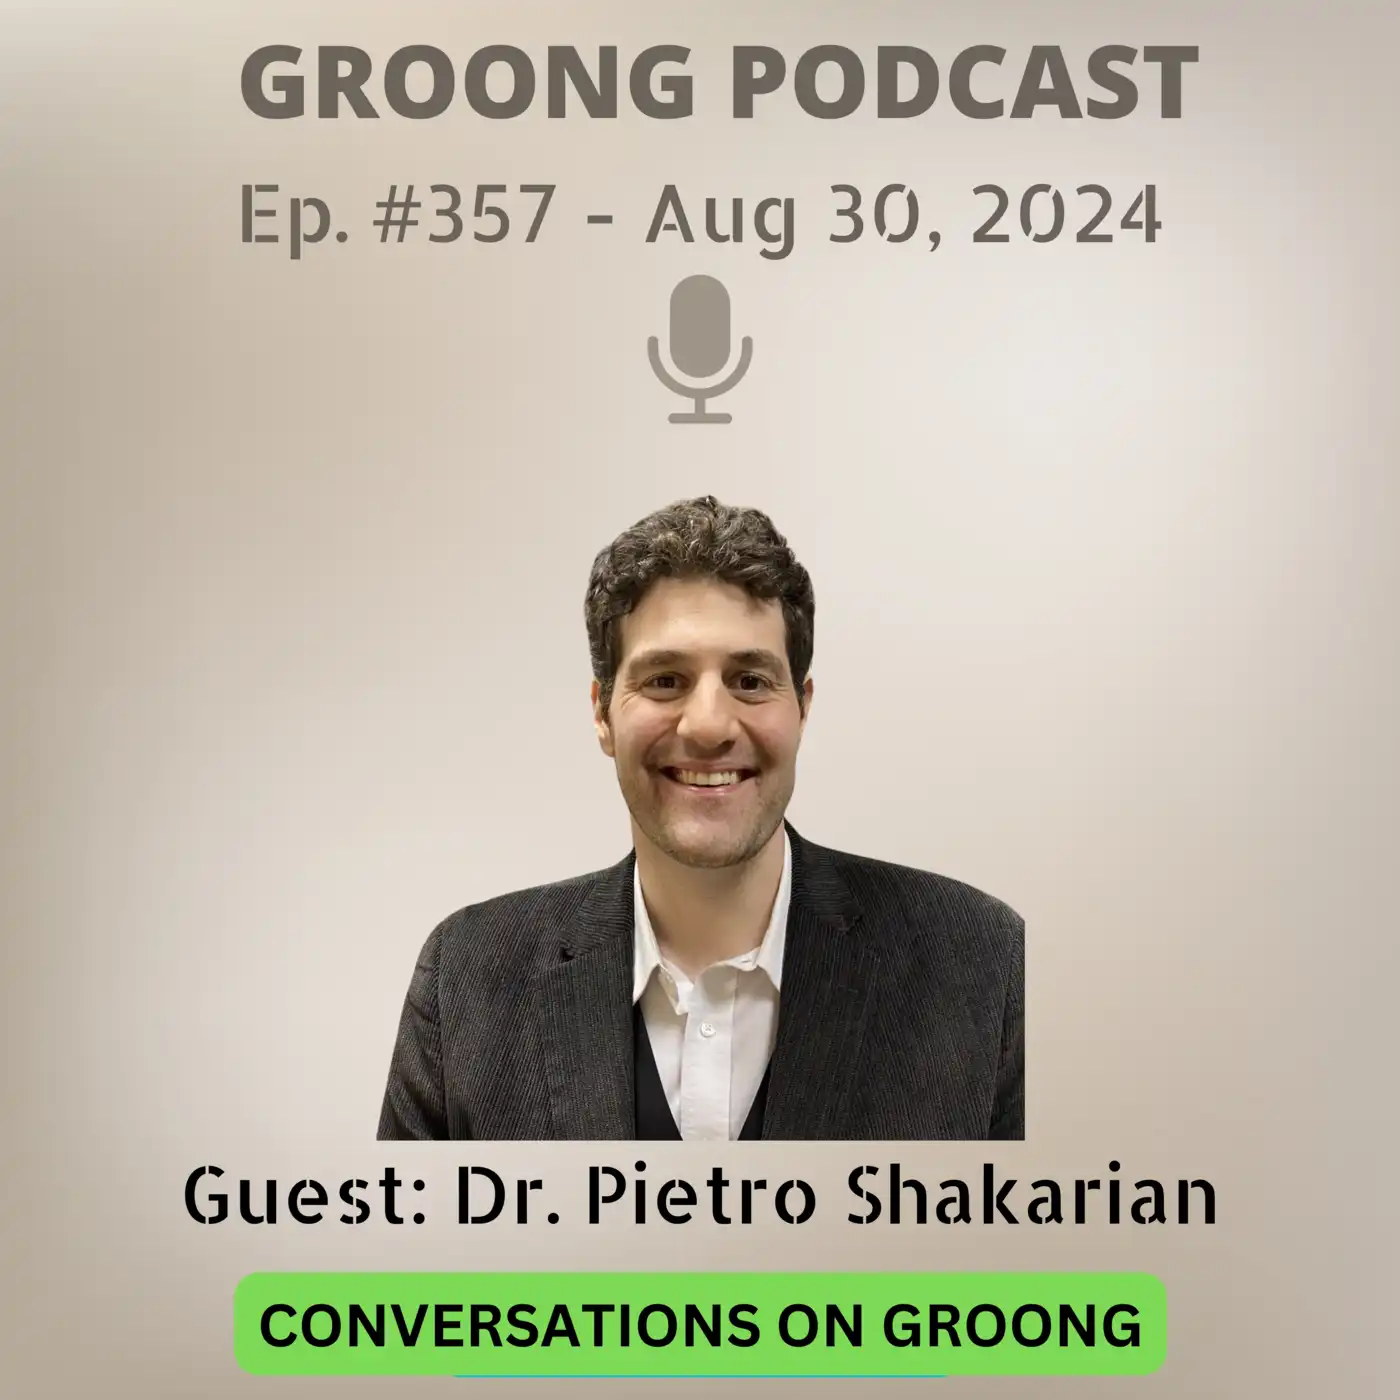 GROONG PODCAST
Ep. #357 - Aug 30, 2024
Guest: Dr. Pietro Shakarian
CONVERSATIONS ON GROONG